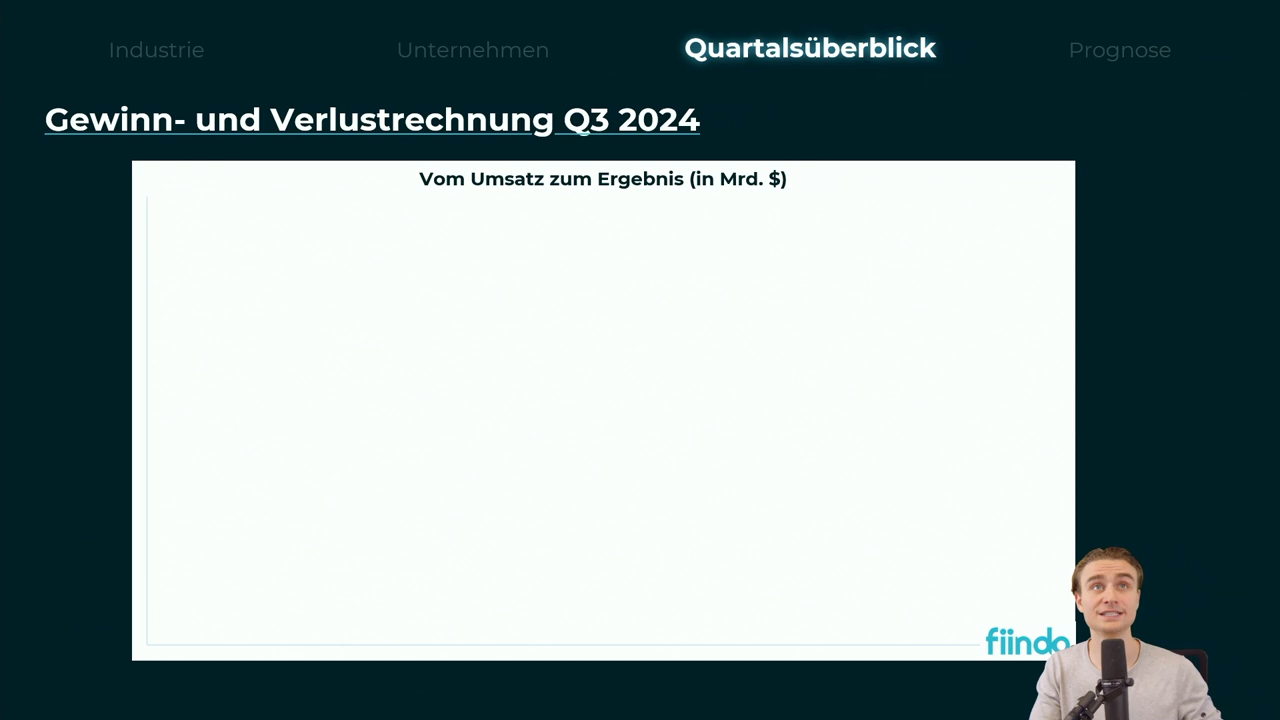 Industrie
Unternehmen
Quartalsüberblick
Prognose
Gewinn- und Verlustrechnung Q3 2024
Vom Umsatz zum Ergebnis (in Mrd. $)
fiindo